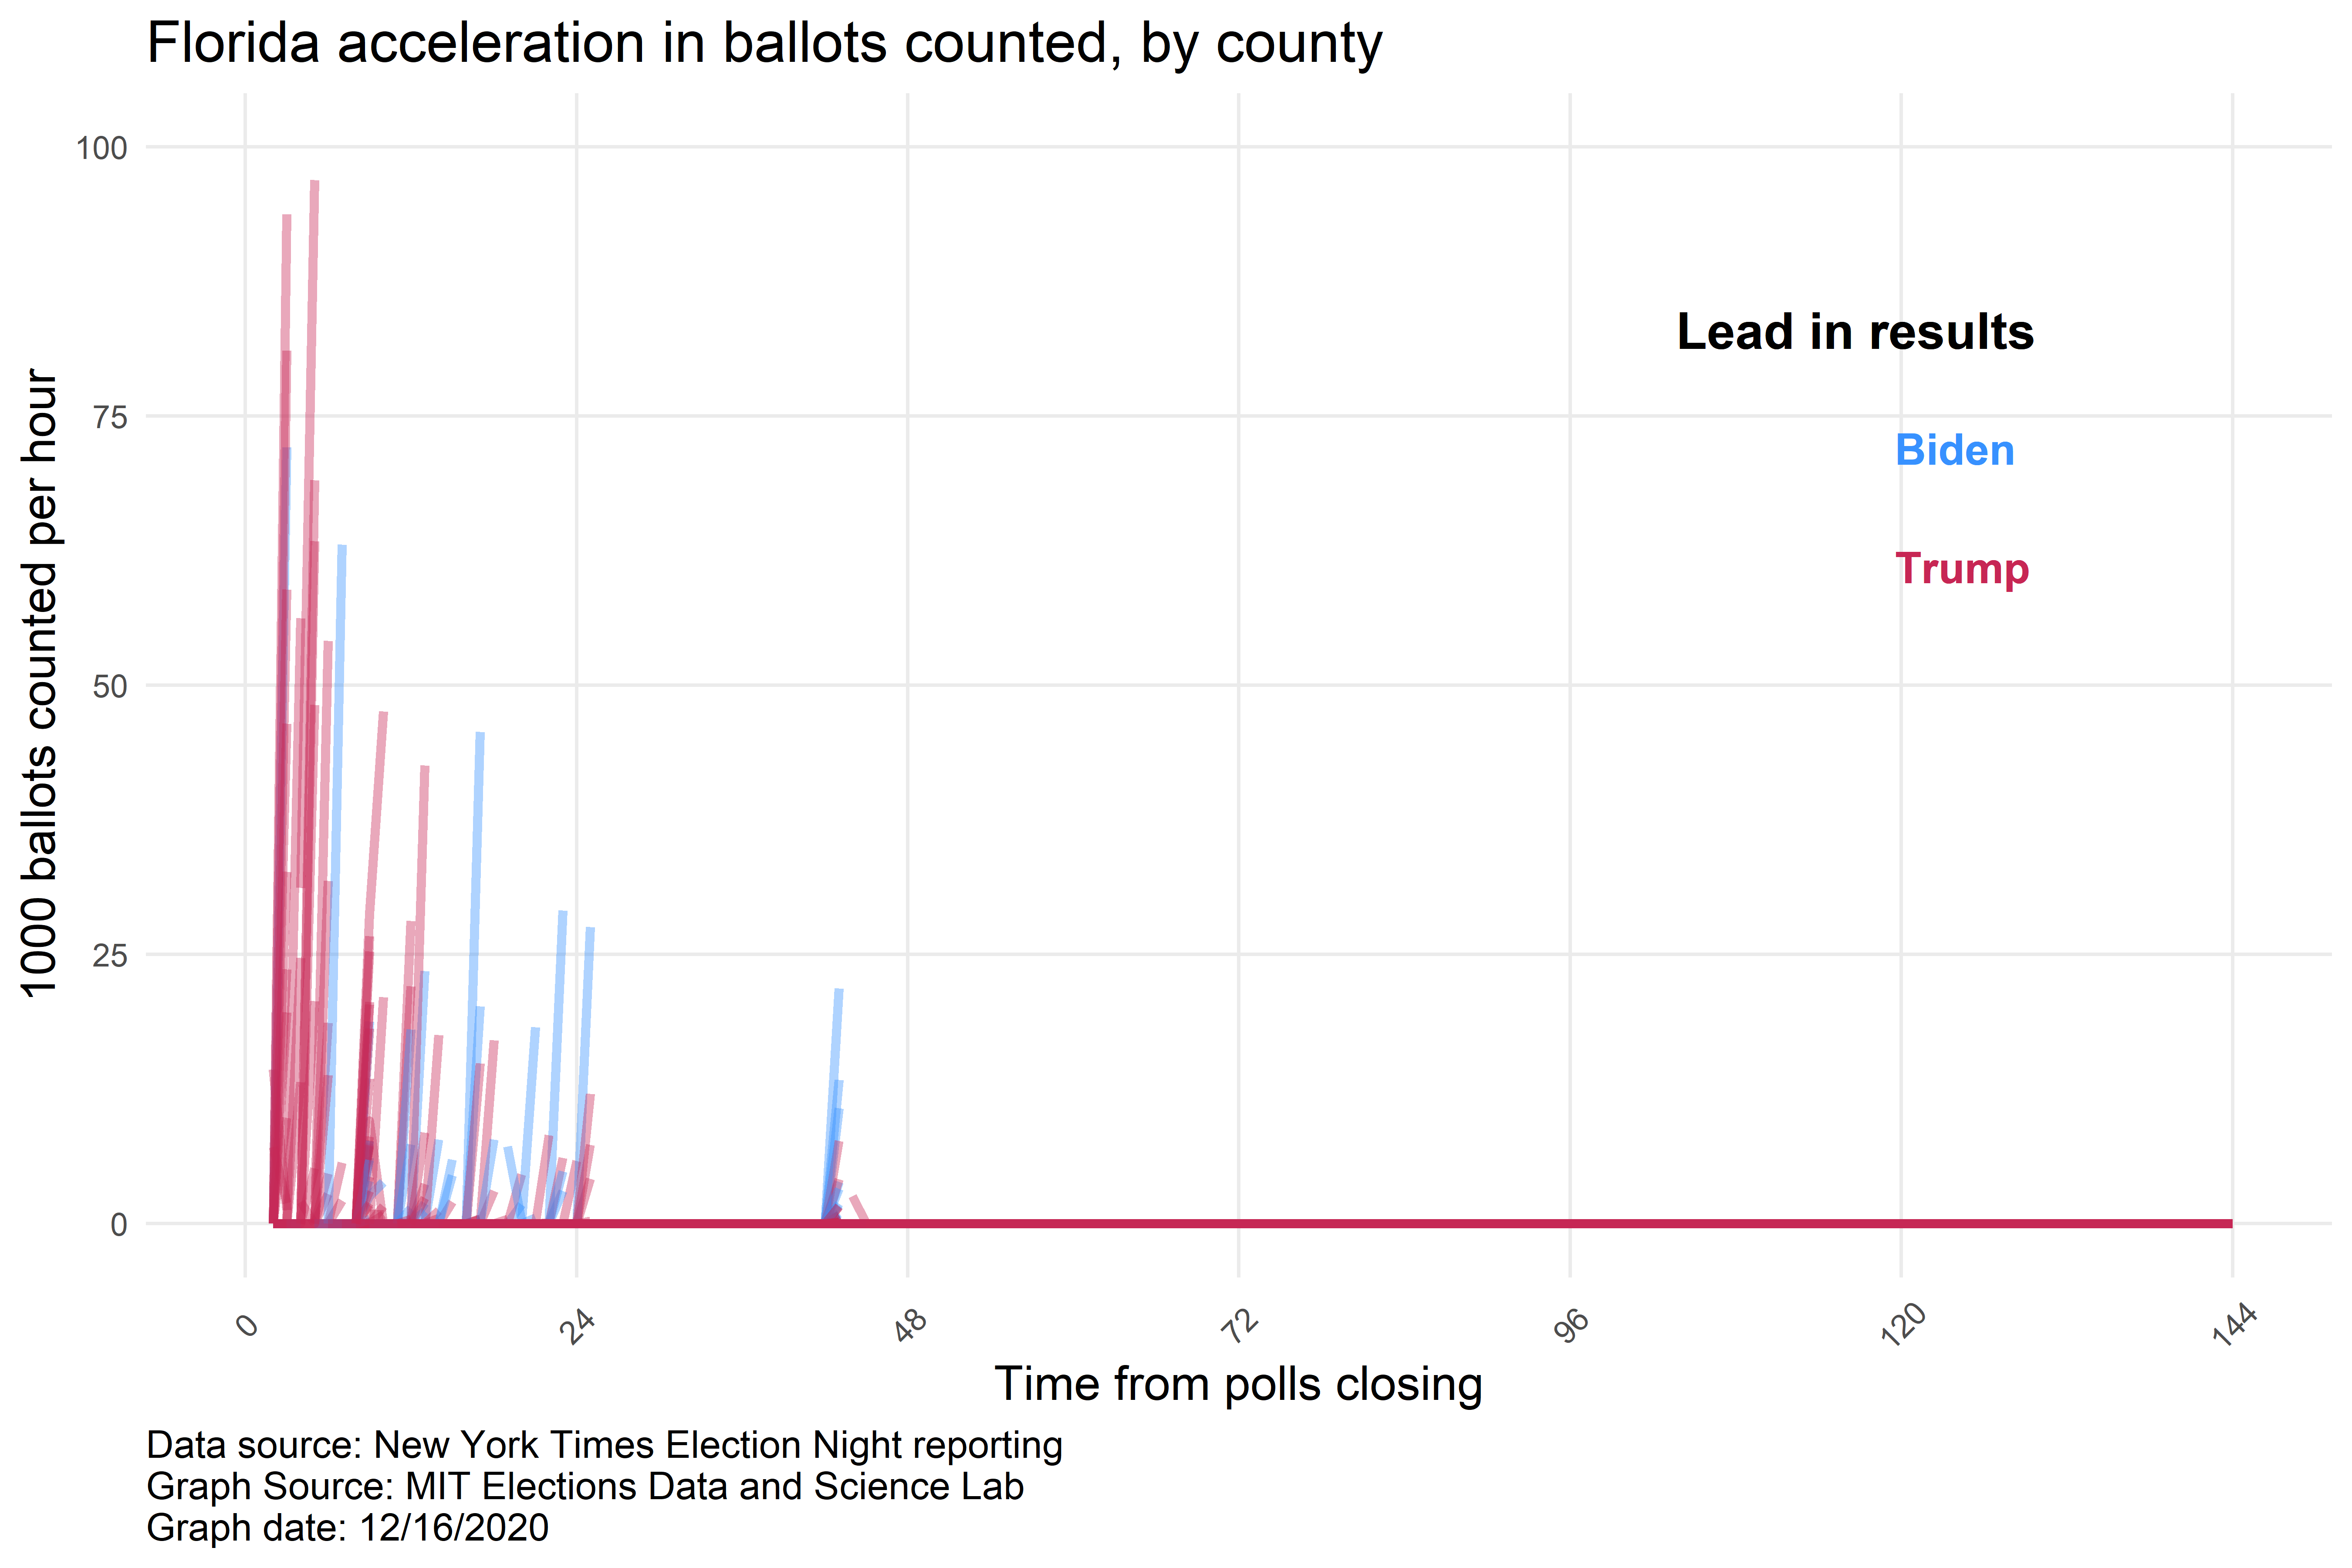 Florida acceleration in ballots counted, by county
1000 ballots counted per hour
100
75
50
25
0
Lead in results
Biden
Trump
0
24
48
72
96
120
144
Time from polls closing
Data source: New York Times Election Night reporting
Graph Source: MIT Elections Data and Science Lab
Graph date: 12/16/2020